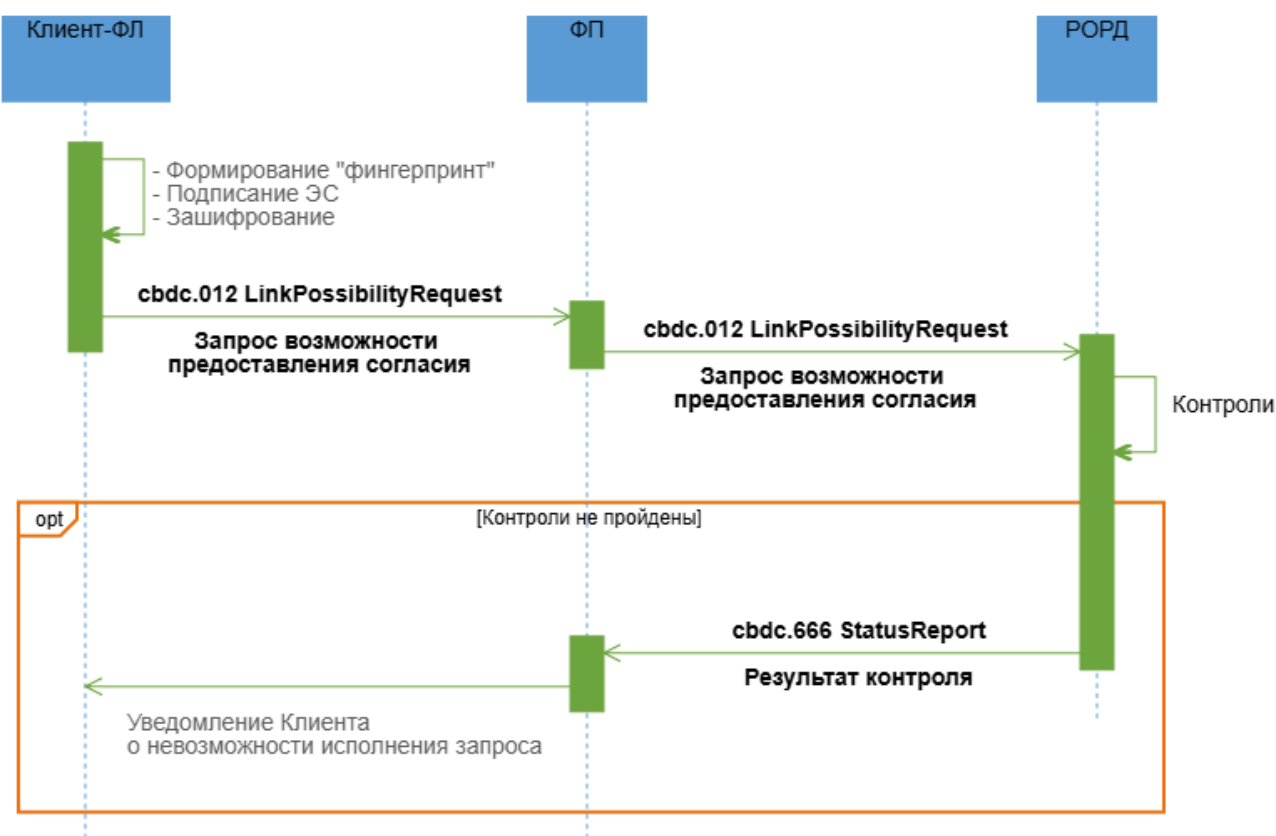 Клиент-ФЛ
ФП
РОРД
- Формирование "фингерпринт"
- Подписание ЭС
- Зашифрование
cbdc.012 LinkPossibilityRequest
Запрос возможности
предоставления согласия
cbdc.012 LinkPossibilityRequest
Запрос возможности
предоставления согласия
Контроли
opt
[Контроли не пройдены]
cbdc.666 StatusReport
Результат контроля
Уведомление Клиента
о невозможности исполнения запроса